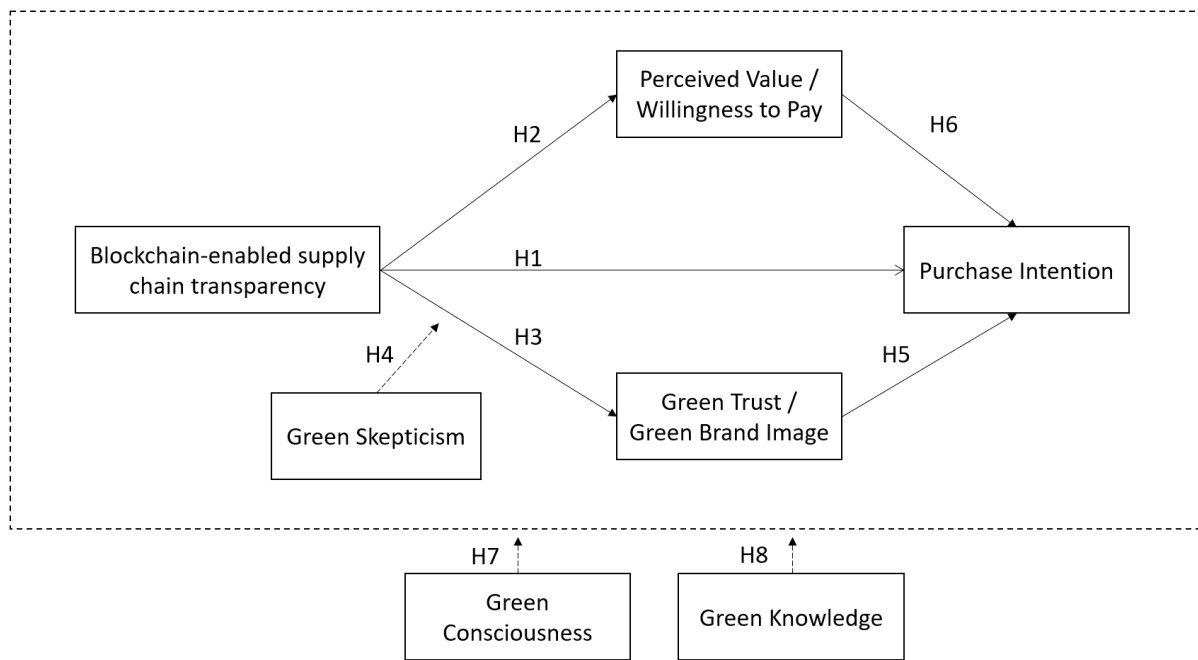 Perceived Value /
Willingness to Pay
H2
H6
Blockchain-enabled supply
chain transparency
H1
Purchase Intention
H4
H3
H5
Green Skepticism
Green Trust /
Green Brand Image
H7
H8
Green
Consciousness
Green Knowledge